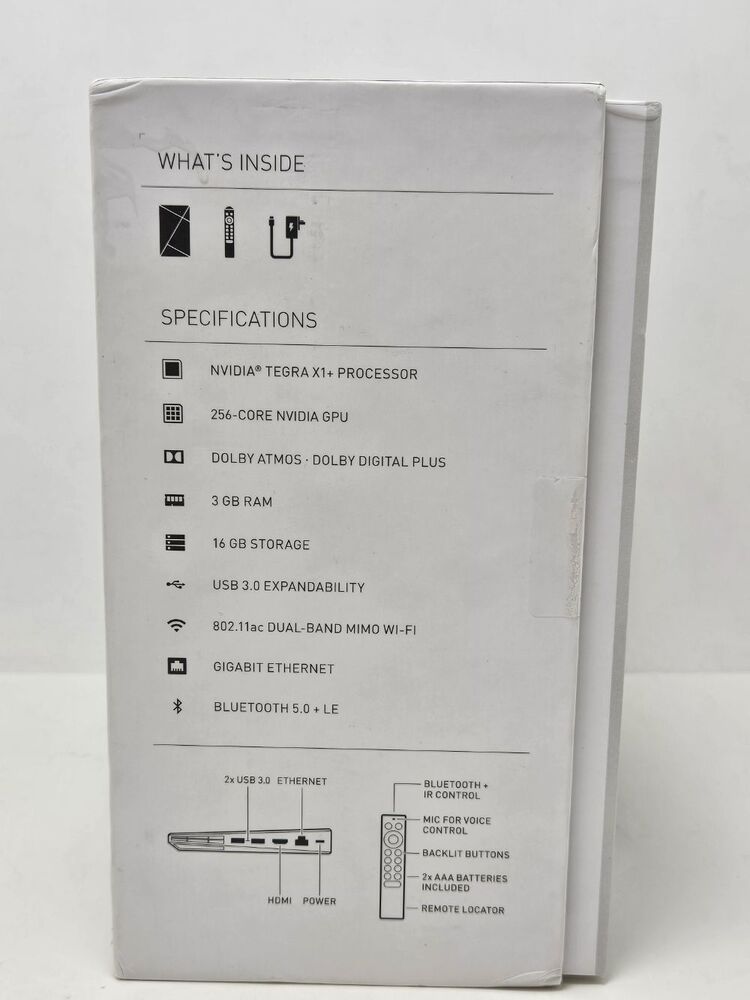 WHAT'S INSIDE
SPECIFICATIONS
NVIDIA® TEGRA X1+ PROCESSOR
256-CORE NVIDIA GPU
DOLBY ATMOS · DOLBY DIGITAL PLUS
3 GB RAM
16 GB STORAGE
USB 3.0 EXPANDABILITY
802.11ac DUAL-BAND MIMO WI-FI
GIGABIT ETHERNET
BLUETOOTH 5.0 + LE
2x USB 3.0 ETHERNET
HDMI POWER
BLUETOOTH +
IR CONTROL
MIC FOR VOICE
CONTROL
BACKLIT BUTTONS
2x AAA BATTERIES
INCLUDED
REMOTE LOCATOR